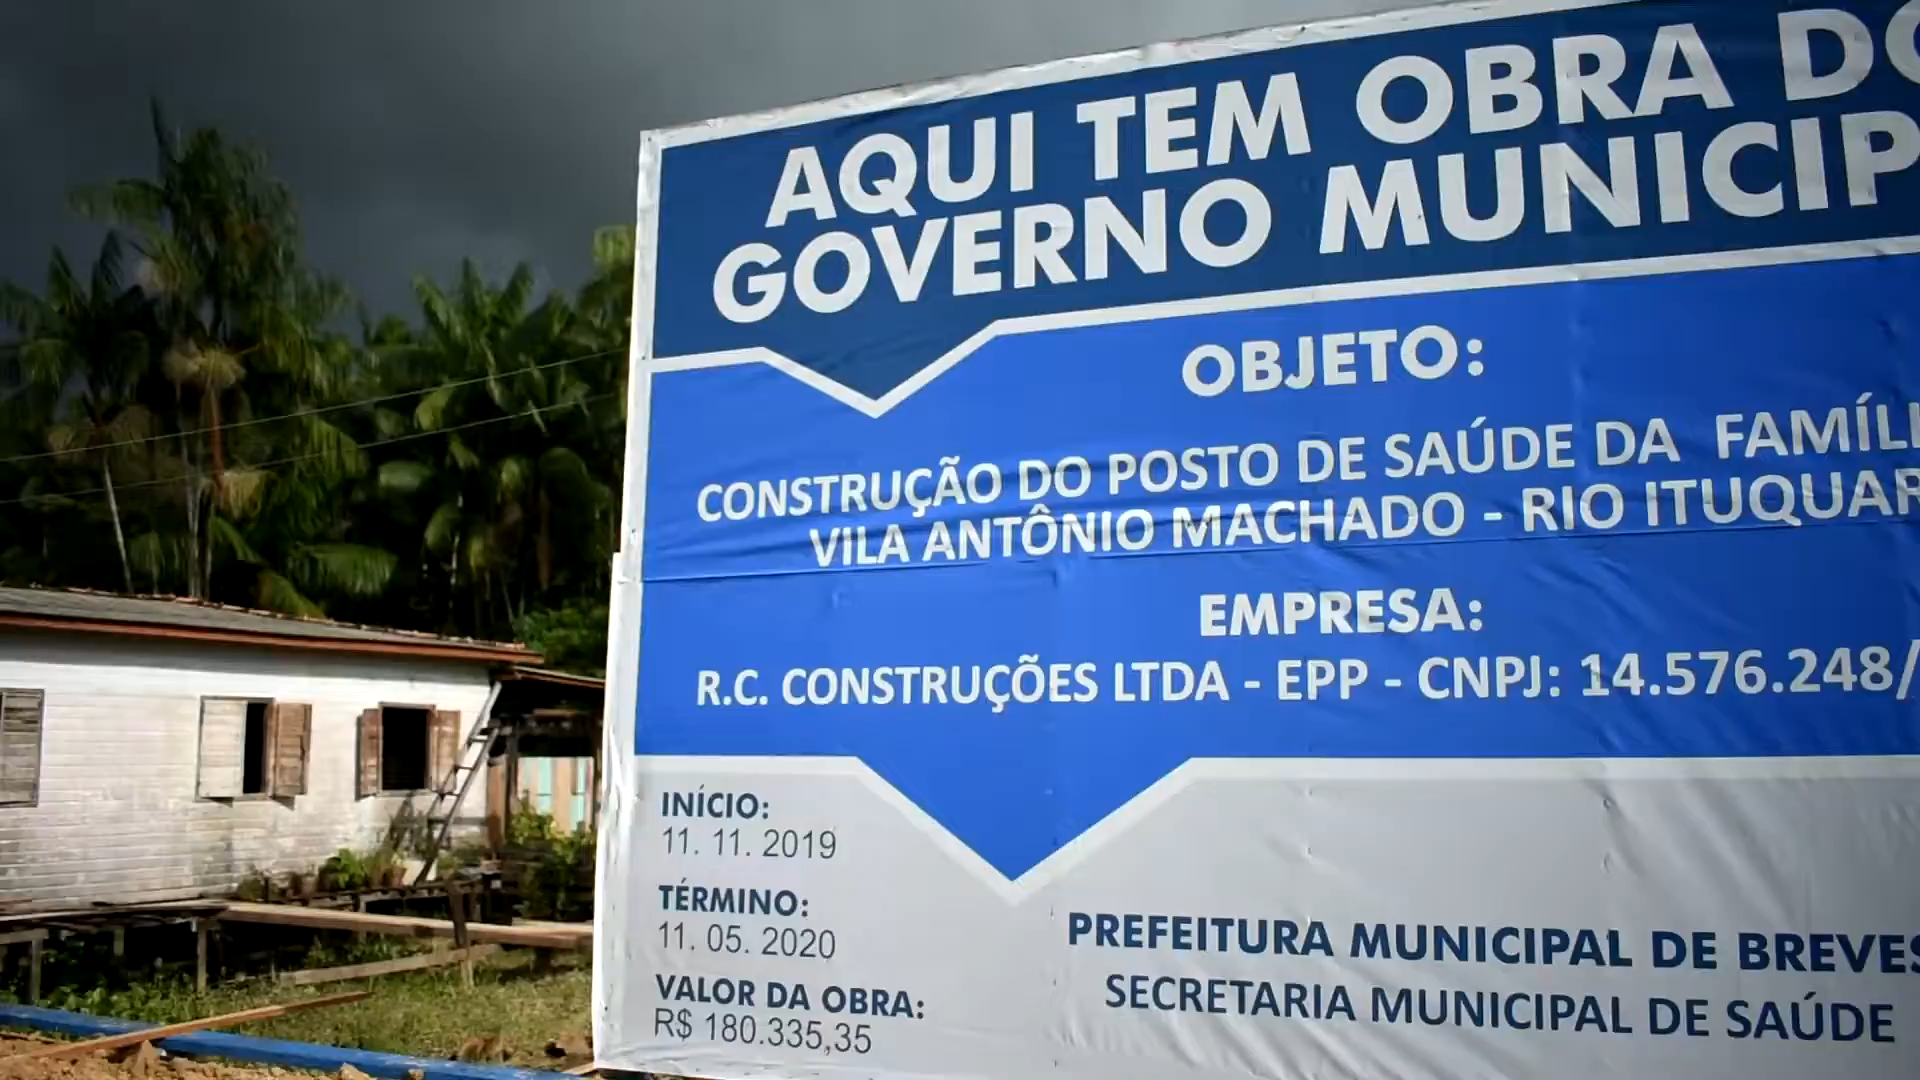 AQUI TEM OBRA DO
GOVERNO MUNICIP
OBJETO:
CONSTRUÇÃO DO POSTO DE SAÚDE DA FAMÍLI
VILA ANTÔNIO MACHADO - RIO ITUQUAR
EMPRESA:
R.C. CONSTRUÇÕES LTDA - EPP - CNPJ: 14.576.248/
INÍCIO:
11. 11. 2019
TÉRMINO:
11. 05. 2020
VALOR DA OBRA:
R$ 180.335,35
PREFEITURA MUNICIPAL DE BREVES
SECRETARIA MUNICIPAL DE SAÚDE